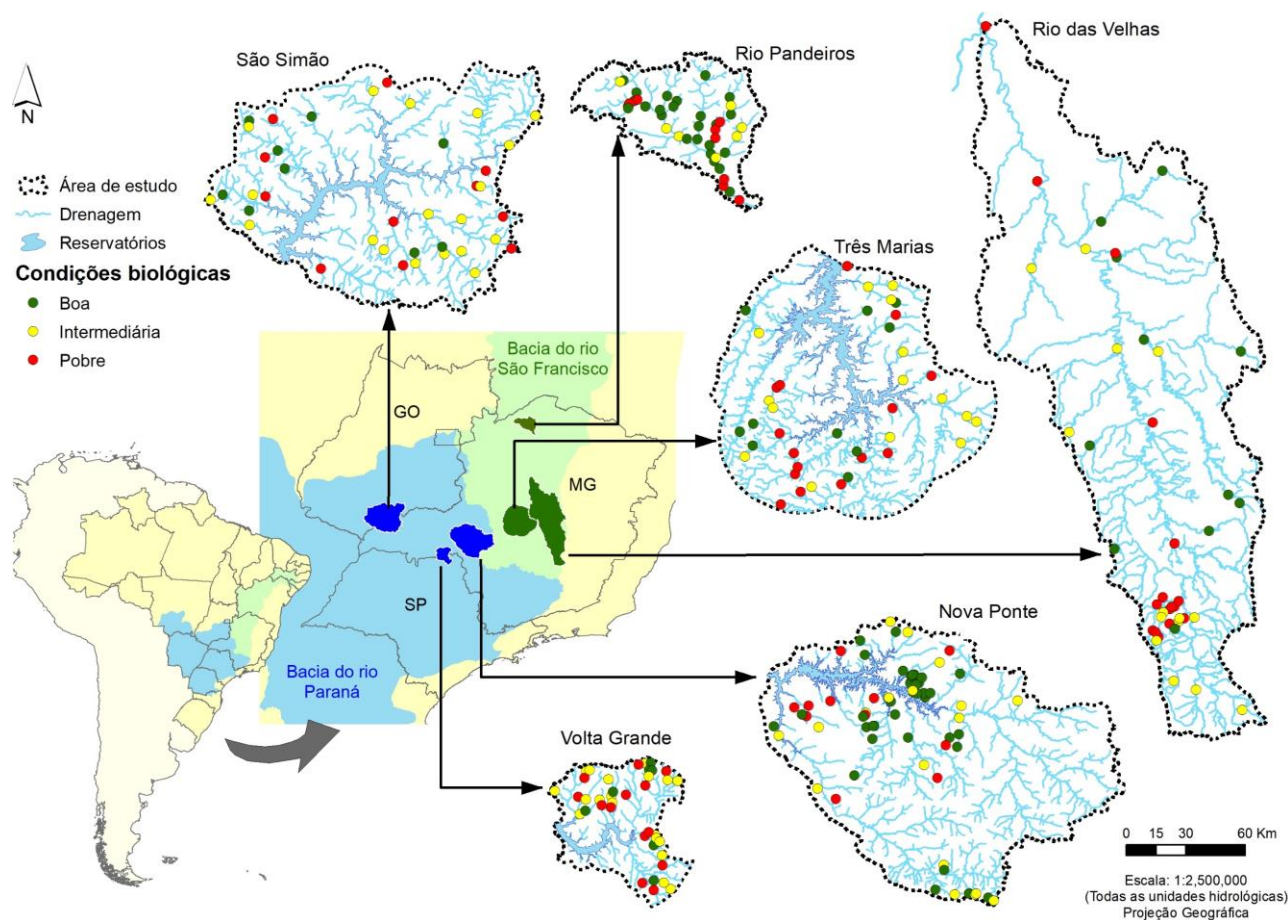 São Simão
Rio Pandeiros
Rio das Velhas
N
Área de estudo
Drenagem
Reservatórios
Condições biológicas
Boa
Intermediária
Pobre
Três Marias
Bacia do rio
São Francisco
GO
MG
SP
Bacia do rio
Paraná
Nova Ponte
Volta Grande
0 15 30 60 Km
Escala: 1:2,500,000
(Todas as unidades hidrológicas)
Projeção Geográfica